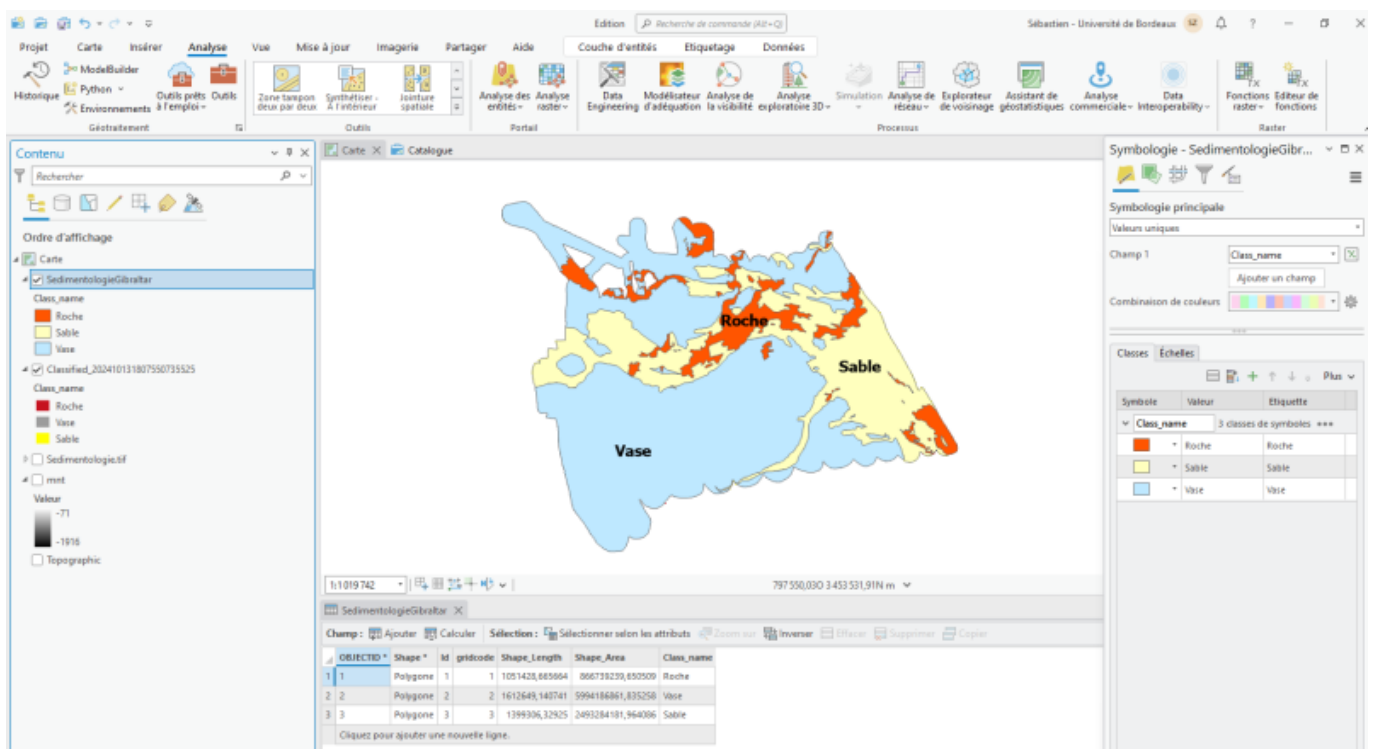 Edition Recherche de commande (Alt+Q) Sébastien - Université de Bordeaux SZ ?
Projet Carte Insérer Analyse Vue Mise à jour Imagerie Partager Aide Couche d'entités Etiquetage Données
Historique ModelBuilder Python Environnements Outils prêts à l'emploi Outils
Zone tampon deux par deux Synthétiser - A l'intérieur Jointure spatiale
Analyse des entités Analyse raster
Data Engineering Modélisateur d'adéquation Analyse de la visibilité Analyse exploratoire 3D Simulation Analyse de réseau Explorateur de voisinage Assistant de géostatistiques Analyse commerciale Data Interoperability
Fonctions raster Editeur de fonctions
Géotraitement Outils Portail Processus Raster
Contenu
Rechercher
Ordre d'affichage
Carte
SedimentologieGibraltar
Class_name
Roche
Sable
Vase
Classified_202410131807550735525
Class_name
Roche
Vase
Sable
Sedimentologie.tif
mnt
Valeur
-71
-1916
Topographic
Carte Catalogue
Roche
Sable
Vase
1:1 019 742 797 550,03O 3 453 531,91N m
SedimentologieGibraltar
Champ : Ajouter Calculer Sélection : Sélectionner selon les attributs Zoom sur Inverser Effacer Supprimer Copier
OBJECTID * Shape * Id gridcode Shape_Length Shape_Area Class_name
1 1 Polygone 1 1 1051428,665664 866739239,650509 Roche
2 2 Polygone 2 2 1612649,140741 5994186861,835258 Vase
3 3 Polygone 3 3 1399306,32925 2493284181,964086 Sable
Cliquez pour ajouter une nouvelle ligne.
Symbologie - SedimentologieGibr...
Symbologie principale
Valeurs uniques
Champ 1 Class_name
Ajouter un champ
Combinaison de couleurs
Classes Échelles
Plus
Symbole Valeur Etiquette
Class_name 3 classes de symboles
Roche Roche
Sable Sable
Vase Vase